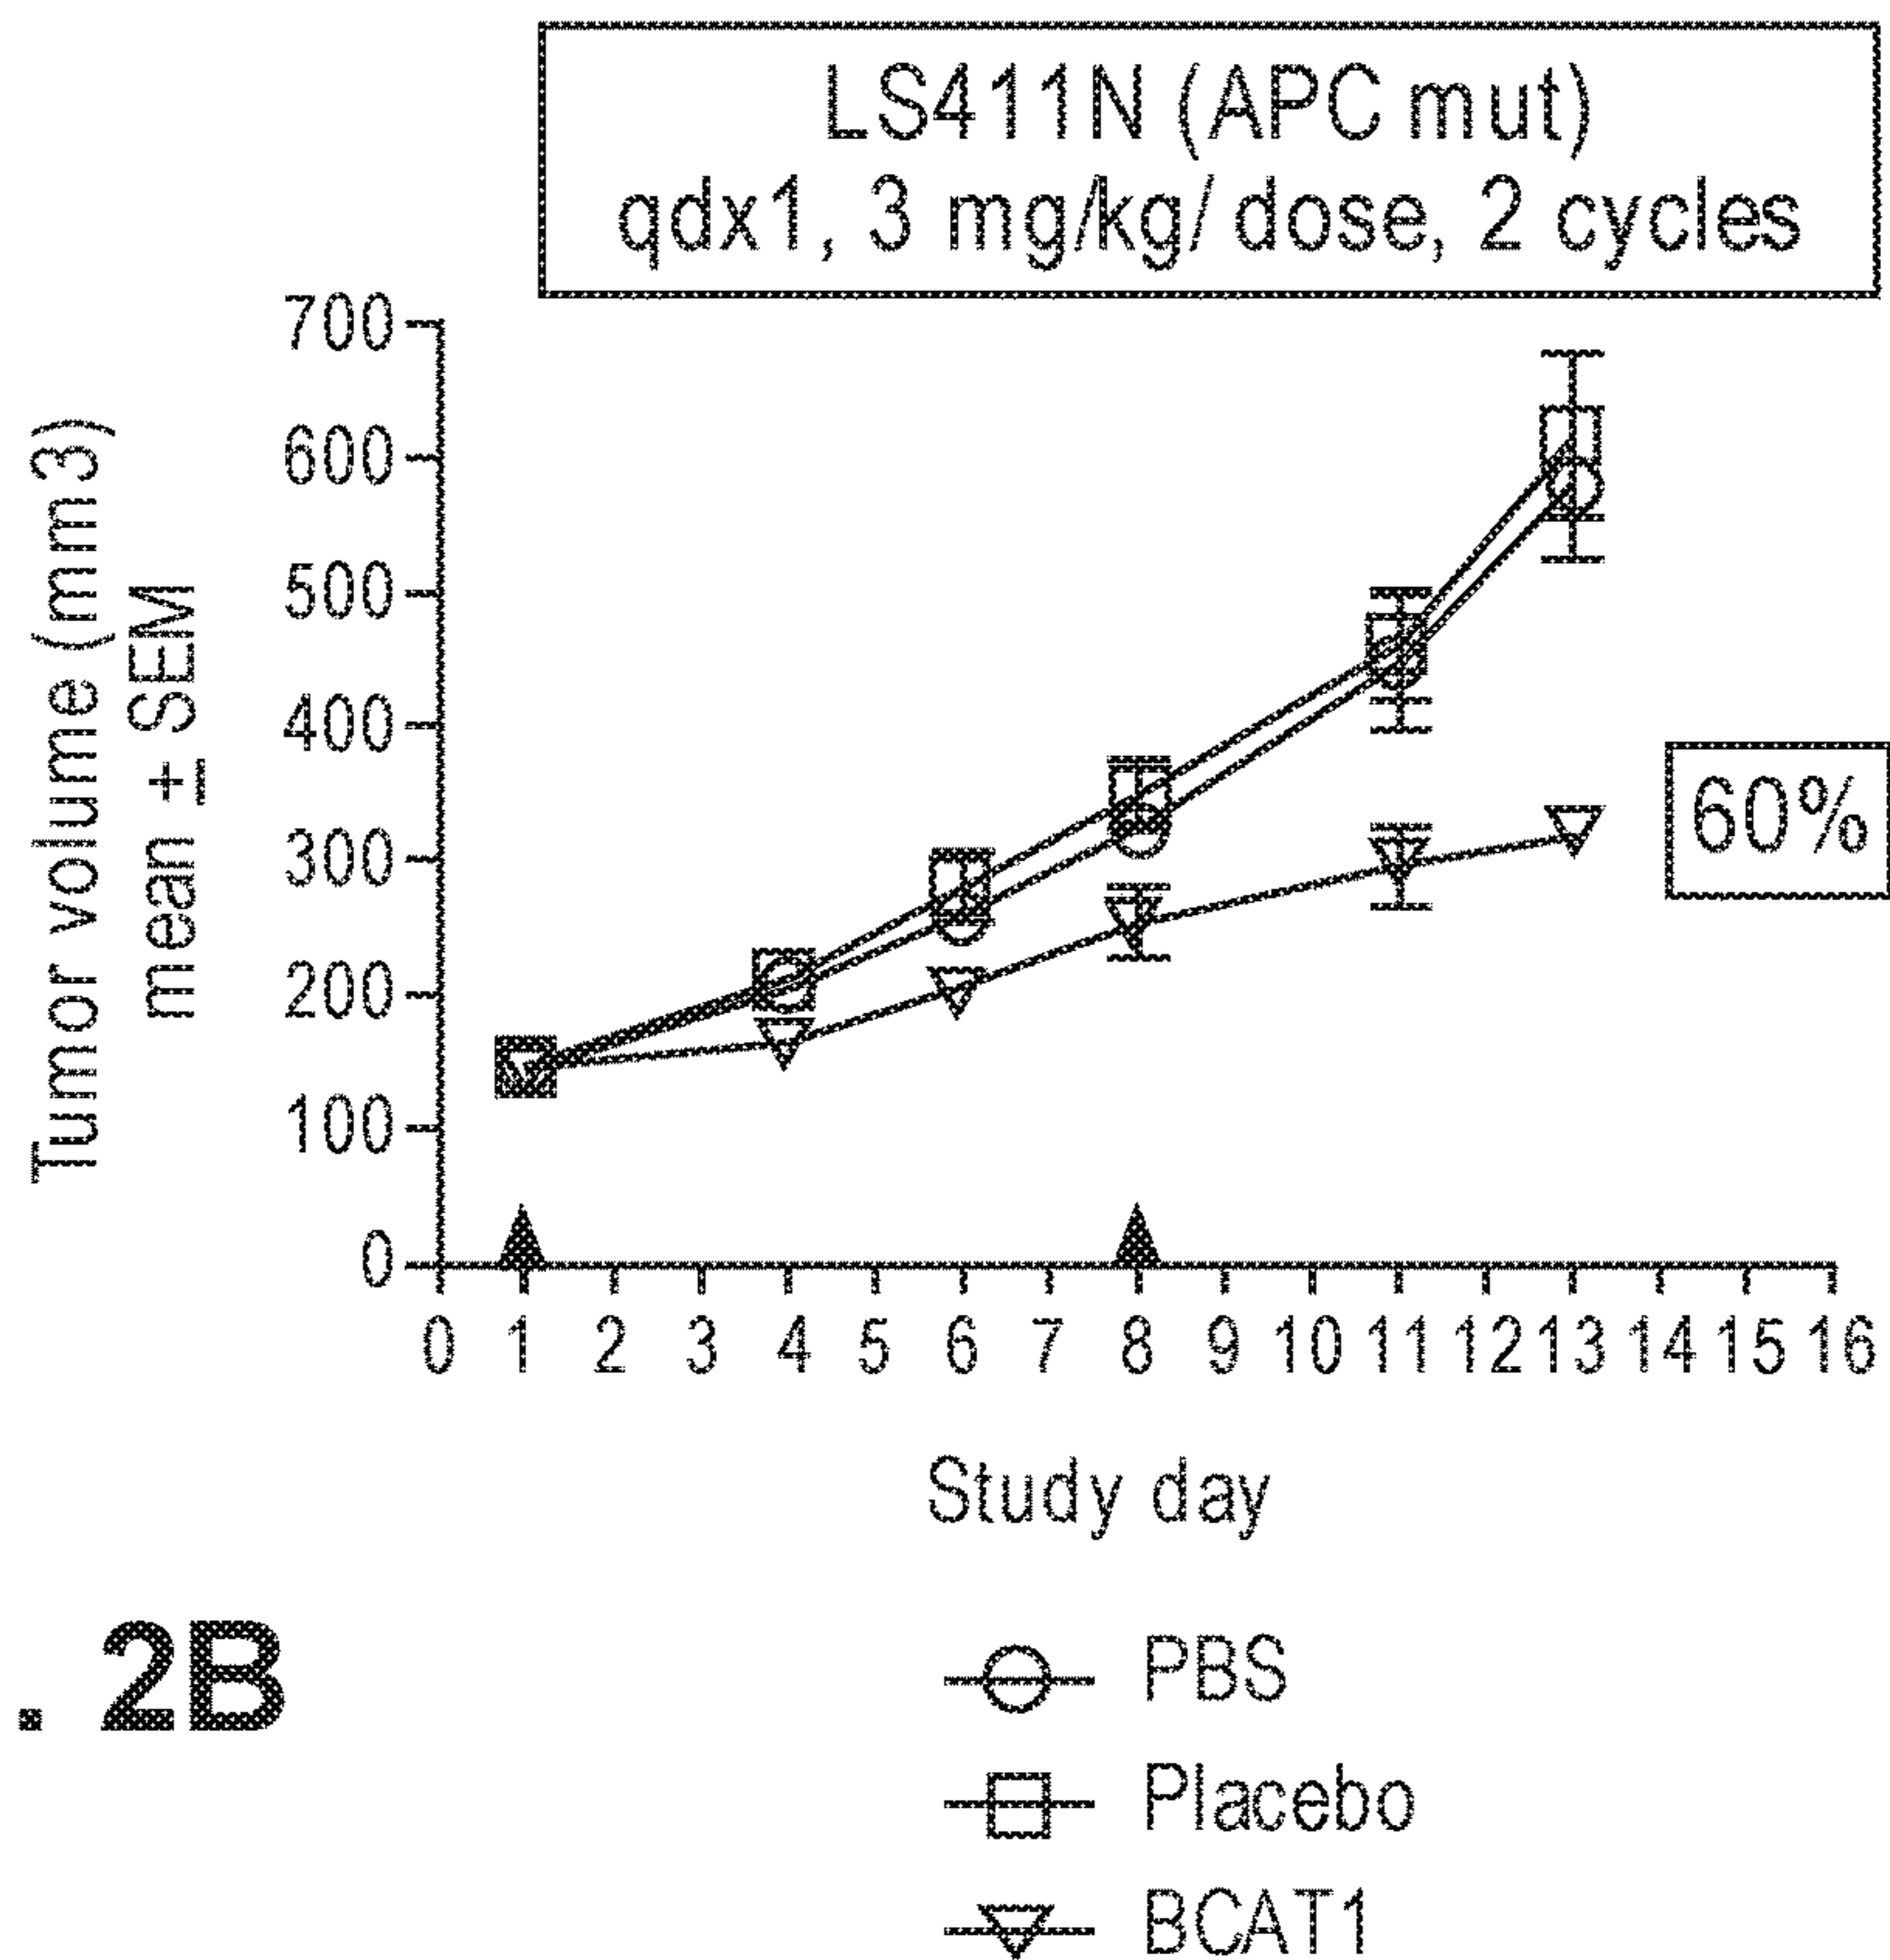 LS411N (APC mut)
qdx1, 3 mg/kg/ dose, 2 cycles
Tumor volume (mm3)
mean ± SEM
700
600
500
400
300
200
100
0
60%
0 1 2 3 4 5 6 7 8 9 10 11 12 13 14 15 16
Study day
. 2B
PBS
Placebo
BCAT1